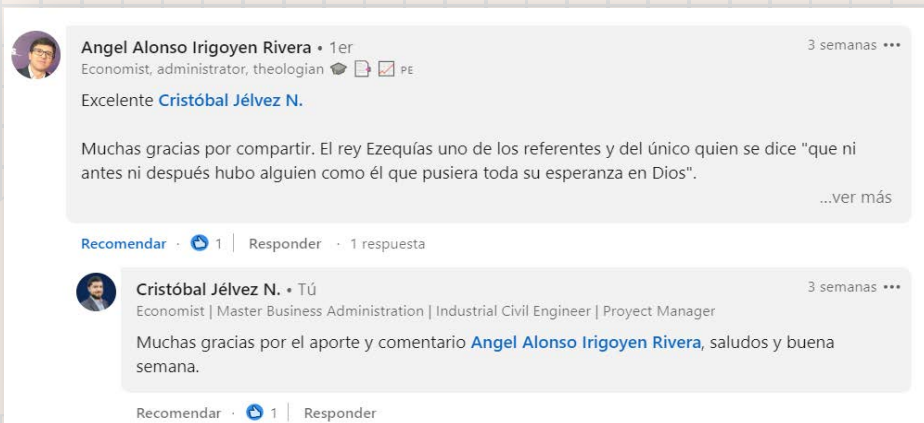 Angel Alonso Irigoyen Rivera • 1er
3 semanas •••
Economist, administrator, theologian 🎓 📑 📈 PE
Excelente Cristóbal Jélvez N.
Muchas gracias por compartir. El rey Ezequías uno de los referentes y del único quien se dice "que ni
antes ni después hubo alguien como él que pusiera toda su esperanza en Dios".
...ver más
Recomendar · 1 | Responder · 1 respuesta
Cristóbal Jélvez N. • Tú
3 semanas •••
Economist | Master Business Administration | Industrial Civil Engineer | Proyect Manager
Muchas gracias por el aporte y comentario Angel Alonso Irigoyen Rivera, saludos y buena
semana.
Recomendar · 1 | Responder